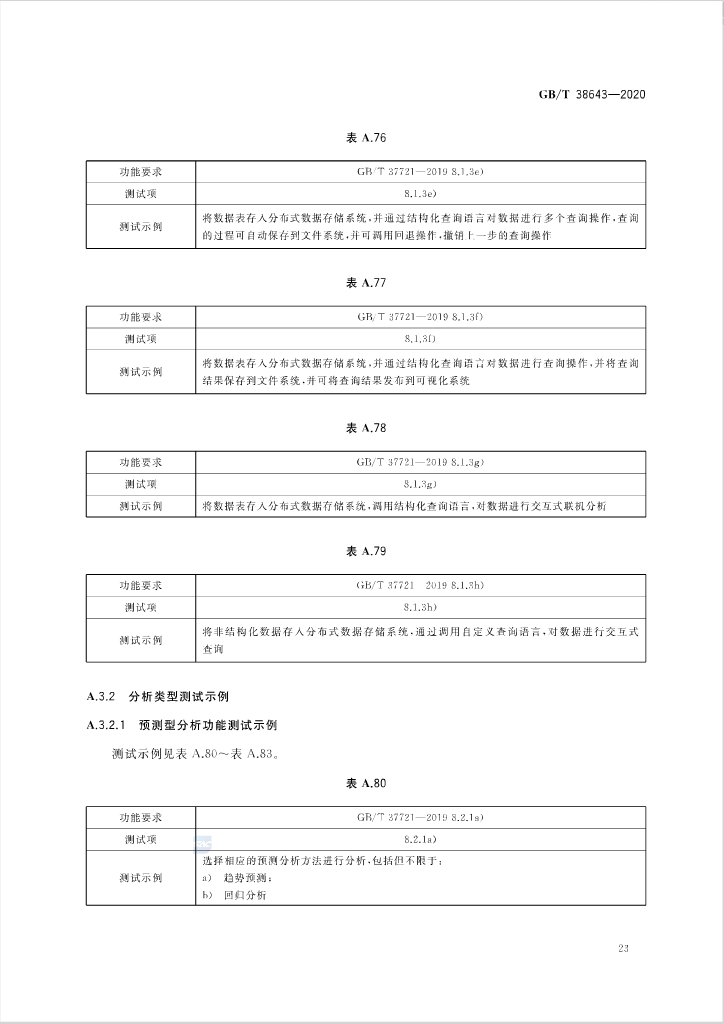 GB/T 38643—2020
表 A.76
功能要求 GB/T 37721—2019 8.1.3e)
测试项 8.1.3e)
测试示例
将数据表存入分布式数据存储系统,并通过结构化查询语言对数据进行多个查询操作,查询
的过程可自动保存到文件系统,并可调用回退操作,撤销上一步的查询操作
表 A.77
功能要求 GB/T 37721—2019 8.1.3f)
测试项 8.1.3f)
测试示例
将数据表存入分布式数据存储系统,并通过结构化查询语言对数据进行查询操作,并将查询
结果保存到文件系统,并可将查询结果发布到可视化系统
表 A.78
功能要求 GB/T 37721—2019 8.1.3g)
测试项 8.1.3g)
测试示例 将数据表存入分布式数据存储系统,调用结构化查询语言,对数据进行交互式联机分析
表 A.79
功能要求 GB/T 37721 2019 8.1.3h)
测试项 8.1.3h)
测试示例
将非结构化数据存入分布式数据存储系统,通过调用自定义查询语言,对数据进行交互式
查询
A.3.2 分析类型测试示例
A.3.2.1 预测型分析功能测试示例
测试示例见表 A.80～表 A.83。
表 A.80
功能要求 GB/T 37721—2019 8.2.1a)
测试项 8.2.1a)
测试示例
选择相应的预测分析方法进行分析,包括但不限于:
a) 趋势预测;
b) 回归分析
23